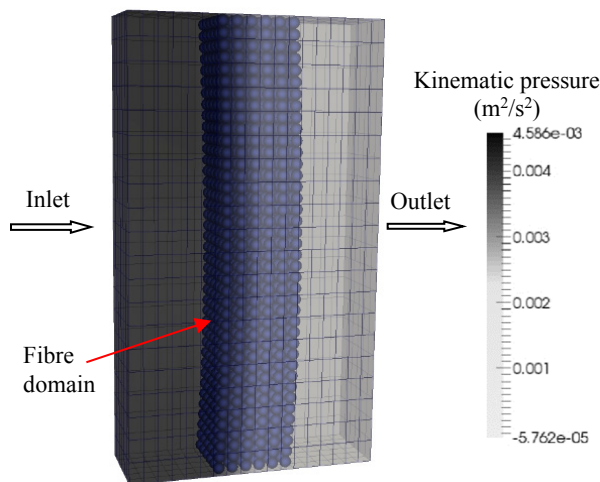 Kinematic pressure
(m²/s²)
4.586e-03
0.004
Inlet
Outlet
0.003
0.002
Fibre
domain
0.001
-5.762e-05